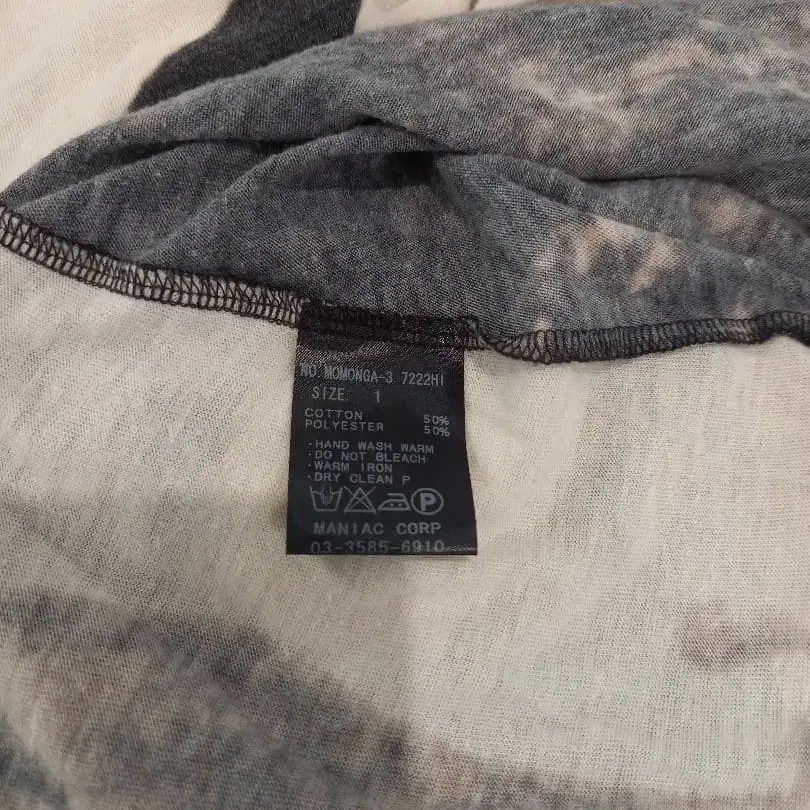 NO.MOMONGA-3 7222HI
SIZE: 1
COTTON 50%
POLYESTER 50%
・HAND WASH WARM
・DO NOT BLEACH
・WARM IRON
・DRY CLEAN P
P
MANIAC CORP
03-3585-6910